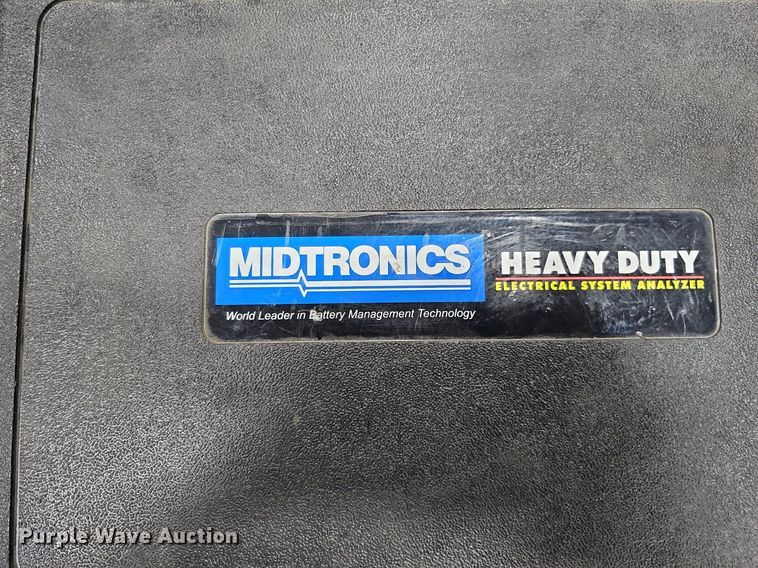 MIDTRONICS
World Leader in Battery Management Technology
HEAVY DUTY
ELECTRICAL SYSTEM ANALYZER
Purple Wave Auction